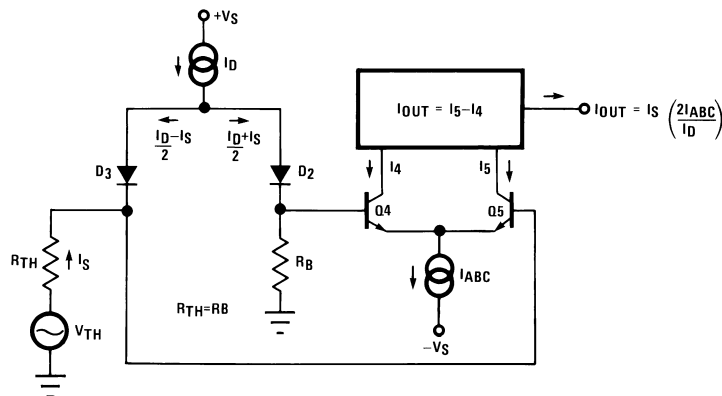 +VS
ID
ID/2 −IS
ID/2 +IS
D3
D2
IOUT = I5−I4
IOUT = IS (2IABC/ID)
I4
I5
Q4
Q5
RTH
IS
RB
IABC
RTH=RB
VTH
−VS